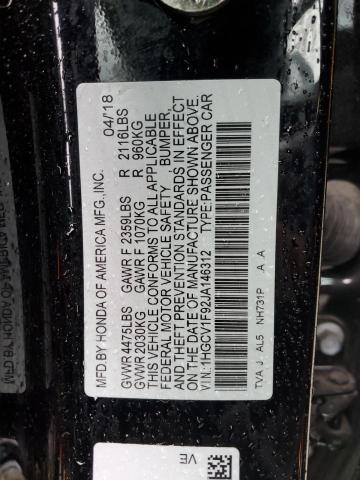 MFD.BY HONDA OF AMERICA MFG.,INC. 04/18
GVWR 4475LBS GAWR F 2359LBS R 2116LBS
GVWR 2030KG GAWR F 1070KG R 960KG
THIS VEHICLE CONFORMS TO ALL APPLICABLE
FEDERAL MOTOR VEHICLE SAFETY BUMPER,
AND THEFT PREVENTION STANDARDS IN EFFECT
ON THE DATE OF MANUFACTURE SHOWN ABOVE.
VIN:1HGCV1F92JA146312 TYPE:PASSENGER CAR
TVA J AL5 NH731P A A